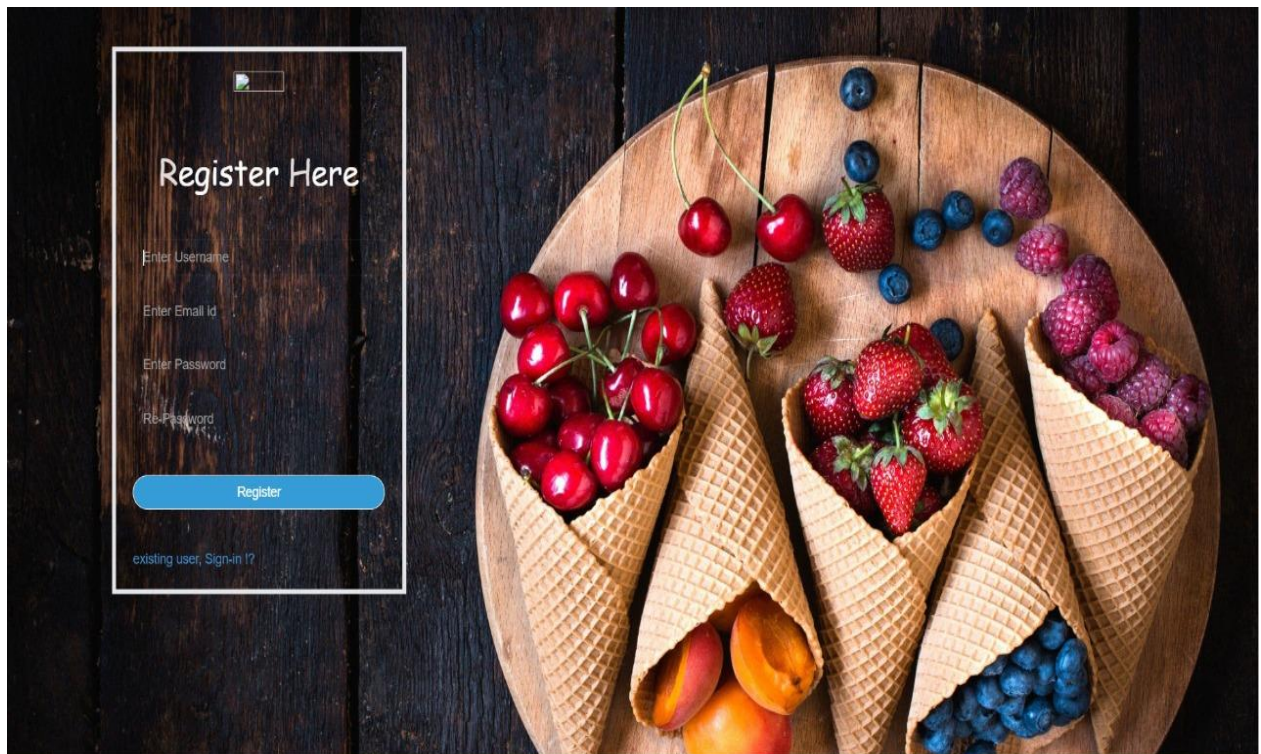 Register Here
Enter Username
Enter Email id
Enter Password
Re-Password
Register
existing user, Sign-in !?